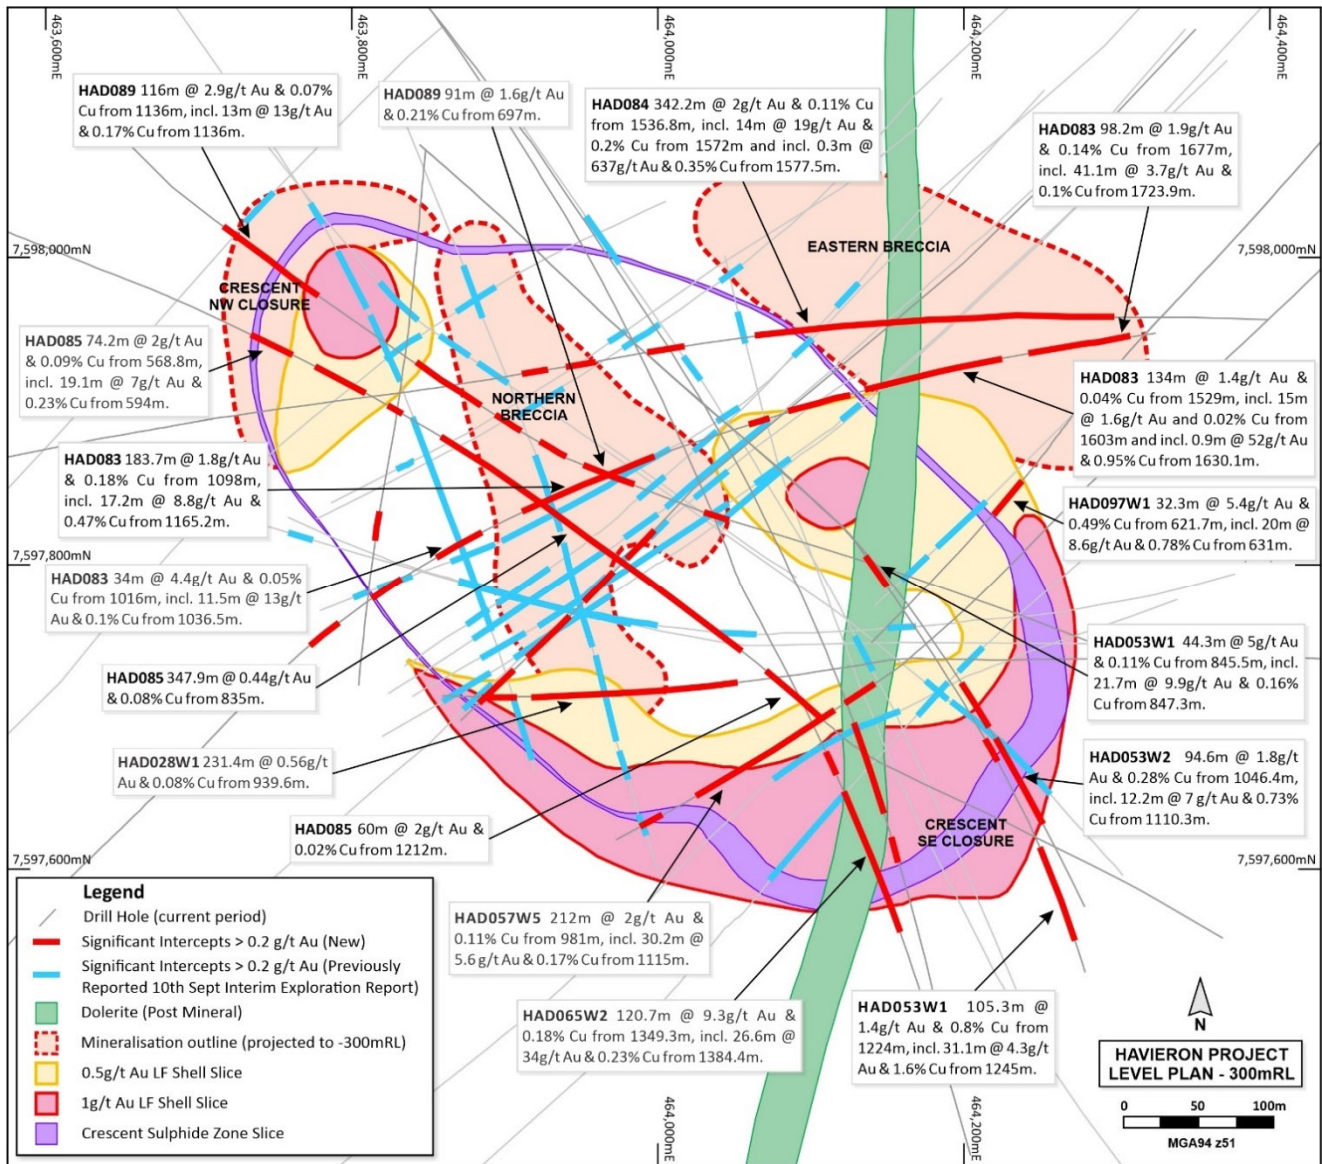 463,600mE
463,800mE
464,000mE
464,200mE
464,400mE
HAD089 116m @ 2.9g/t Au & 0.07%
Cu from 1136m, incl. 13m @ 13g/t Au
& 0.17% Cu from 1136m.
HAD089 91m @ 1.6g/t Au
& 0.21% Cu from 697m.
HAD084 342.2m @ 2g/t Au & 0.11% Cu
from 1536.8m, incl. 14m @ 19g/t Au &
0.2% Cu from 1572m and incl. 0.3m @
637g/t Au & 0.35% Cu from 1577.5m.
HAD083 98.2m @ 1.9g/t Au
& 0.14% Cu from 1677m,
incl. 41.1m @ 3.7g/t Au &
0.1% Cu from 1723.9m.
7,598,000mN
EASTERN BRECCIA
7,598,000mN
CRESCENT
NW CLOSURE
HAD085 74.2m @ 2g/t Au
& 0.09% Cu from 568.8m,
incl. 19.1m @ 7g/t Au &
0.23% Cu from 594m.
NORTHERN
BRECCIA
HAD083 134m @ 1.4g/t Au &
0.04% Cu from 1529m, incl. 15m
@ 1.6g/t Au and 0.02% Cu from
1603m and incl. 0.9m @ 52g/t Au
& 0.95% Cu from 1630.1m.
HAD083 183.7m @ 1.8g/t Au
& 0.18% Cu from 1098m,
incl. 17.2m @ 8.8g/t Au &
0.47% Cu from 1165.2m.
HAD097W1 32.3m @ 5.4g/t Au &
0.49% Cu from 621.7m, incl. 20m @
8.6g/t Au & 0.78% Cu from 631m.
7,597,800mN
HAD083 34m @ 4.4g/t Au & 0.05%
Cu from 1016m, incl. 11.5m @ 13g/t
Au & 0.1% Cu from 1036.5m.
HAD053W1 44.3m @ 5g/t Au
& 0.11% Cu from 845.5m, incl.
21.7m @ 9.9g/t Au & 0.16%
Cu from 847.3m.
HAD085 347.9m @ 0.44g/t Au
& 0.08% Cu from 835m.
HAD028W1 231.4m @ 0.56g/t
Au & 0.08% Cu from 939.6m.
HAD053W2 94.6m @ 1.8g/t
Au & 0.28% Cu from 1046.4m,
incl. 12.2m @ 7 g/t Au & 0.73%
Cu from 1110.3m.
HAD085 60m @ 2g/t Au &
0.02% Cu from 1212m.
CRESCENT
SE CLOSURE
7,597,600mN
7,597,600mN
Legend
Drill Hole (current period)
Significant Intercepts > 0.2 g/t Au (New)
Significant Intercepts > 0.2 g/t Au (Previously
Reported 10th Sept Interim Exploration Report)
Dolerite (Post Mineral)
Mineralisation outline (projected to -300mRL)
0.5g/t Au LF Shell Slice
1g/t Au LF Shell Slice
Crescent Sulphide Zone Slice
HAD057W5 212m @ 2g/t Au &
0.11% Cu from 981m, incl. 30.2m @
5.6g/t Au & 0.17% Cu from 1115m.
HAD065W2 120.7m @ 9.3g/t Au &
0.18% Cu from 1349.3m, incl. 26.6m @
34g/t Au & 0.23% Cu from 1384.4m.
HAD053W1 105.3m @
1.4g/t Au & 0.8% Cu from
1224m, incl. 31.1m @ 4.3g/t
Au & 1.6% Cu from 1245m.
N
HAVIERON PROJECT
LEVEL PLAN - 300mRL
0 50 100m
MGA94 z51
464,000mE
464,200mE